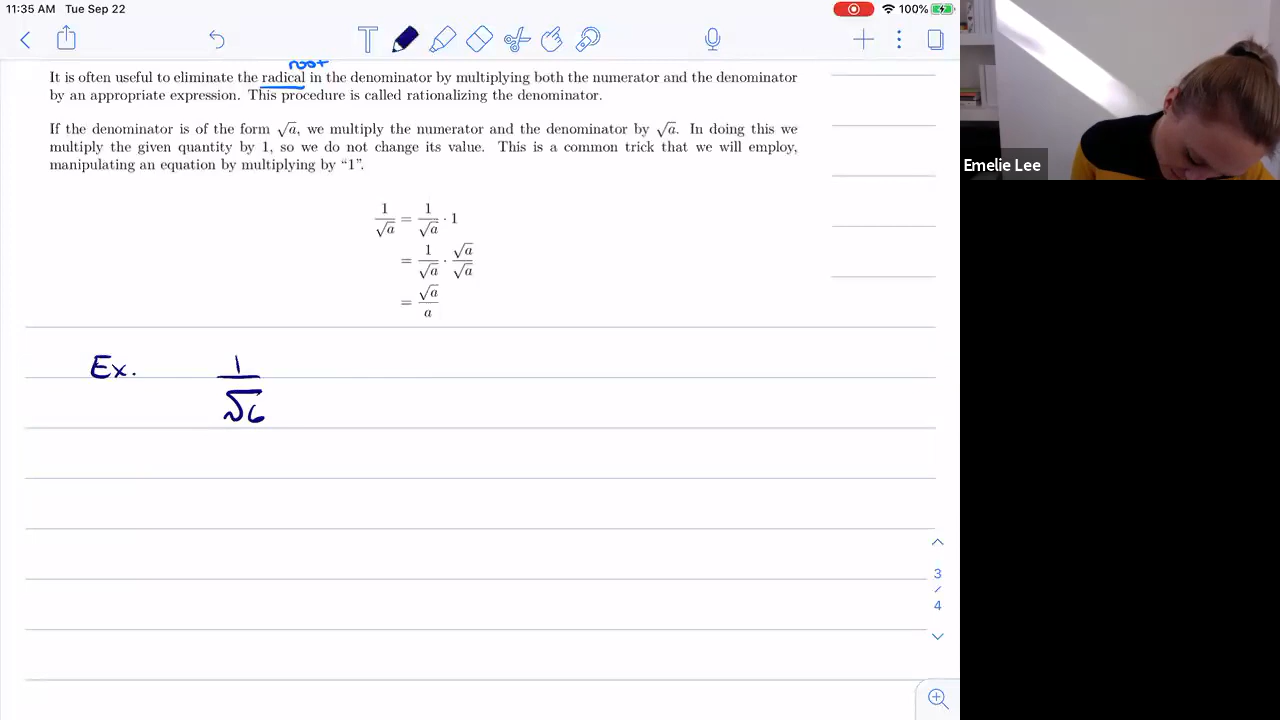 11:35 AM Tue Sep 22
100%
root
It is often useful to eliminate the radical in the denominator by multiplying both the numerator and the denominator
by an appropriate expression. This procedure is called rationalizing the denominator.
If the denominator is of the form √a, we multiply the numerator and the denominator by √a. In doing this we
multiply the given quantity by 1, so we do not change its value. This is a common trick that we will employ,
manipulating an equation by multiplying by “1”.
1/√a = 1/√a · 1
= 1/√a · √a/√a
= √a/a
Ex. 1/√6
3
/
4
Emelie Lee